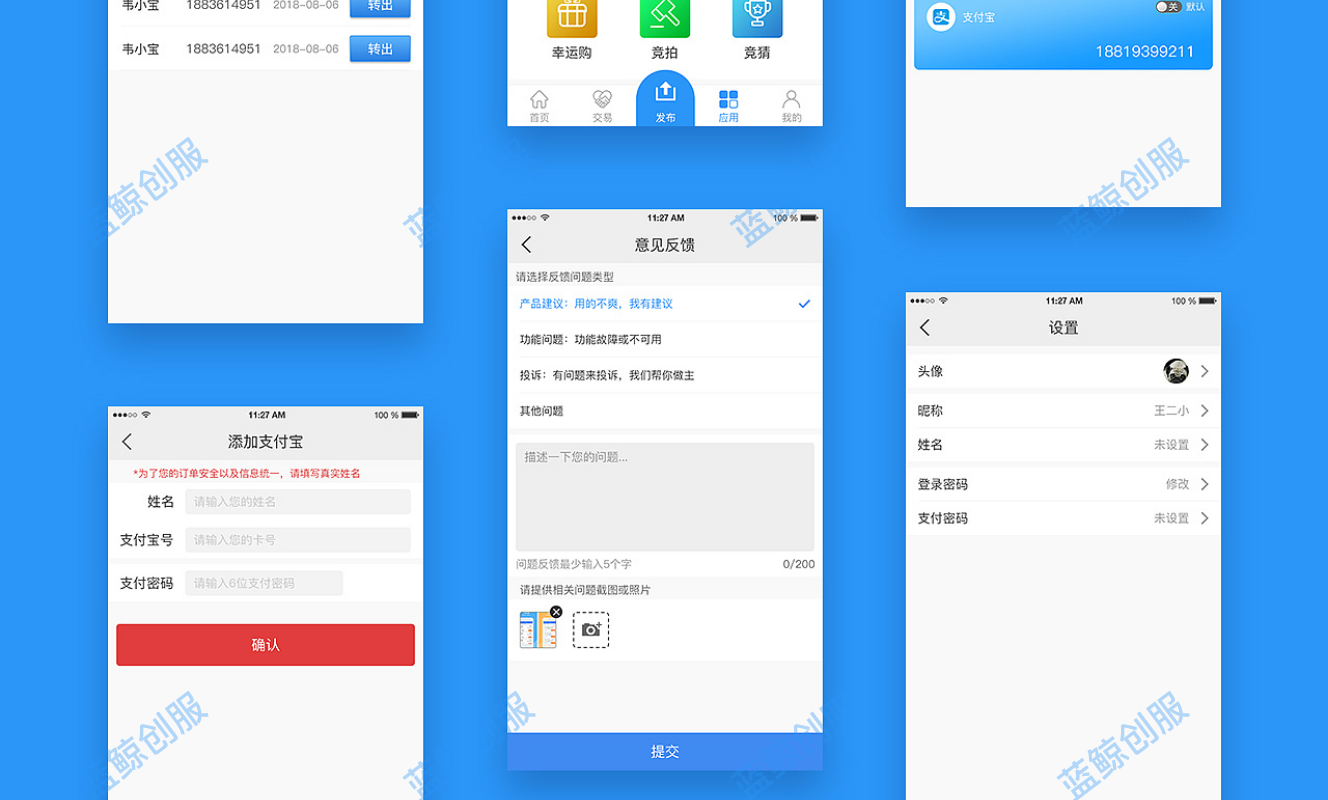 韦小宝 1883614951 2018-08-06 转出
韦小宝 1883614951 2018-08-06 转出
蓝鲸创服
添加支付宝
11:27 AM 100 %
*为了您的订单安全以及信息统一，请填写真实姓名
姓名 请输入您的姓名
支付宝号 请输入您的卡号
支付密码 请输入6位支付密码
确认
蓝鲸创服
幸运购 竞拍 竞猜
首页 交易 发布 应用 我的
11:27 AM 100 %
意见反馈
请选择反馈问题类型
产品建议：用的不爽，我有建议
功能问题：功能故障或不可用
投诉：有问题来投诉，我们帮你做主
其他问题
描述一下您的问题...
问题反馈最少输入5个字 0/200
请提供相关问题截图或照片
提交
支付宝 关 默认
18819399211
蓝鲸创服
11:27 AM 100 %
设置
头像
昵称 王二小
姓名 未设置
登录密码 修改
支付密码 未设置
蓝鲸创服